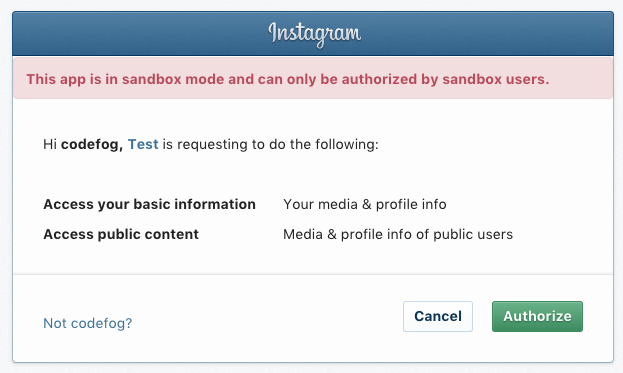 Instagram
This app is in sandbox mode and can only be authorized by sandbox users.
Hi codefog, Test is requesting to do the following:
Access your basic information Your media & profile info
Access public content Media & profile info of public users
Not codefog? Cancel Authorize